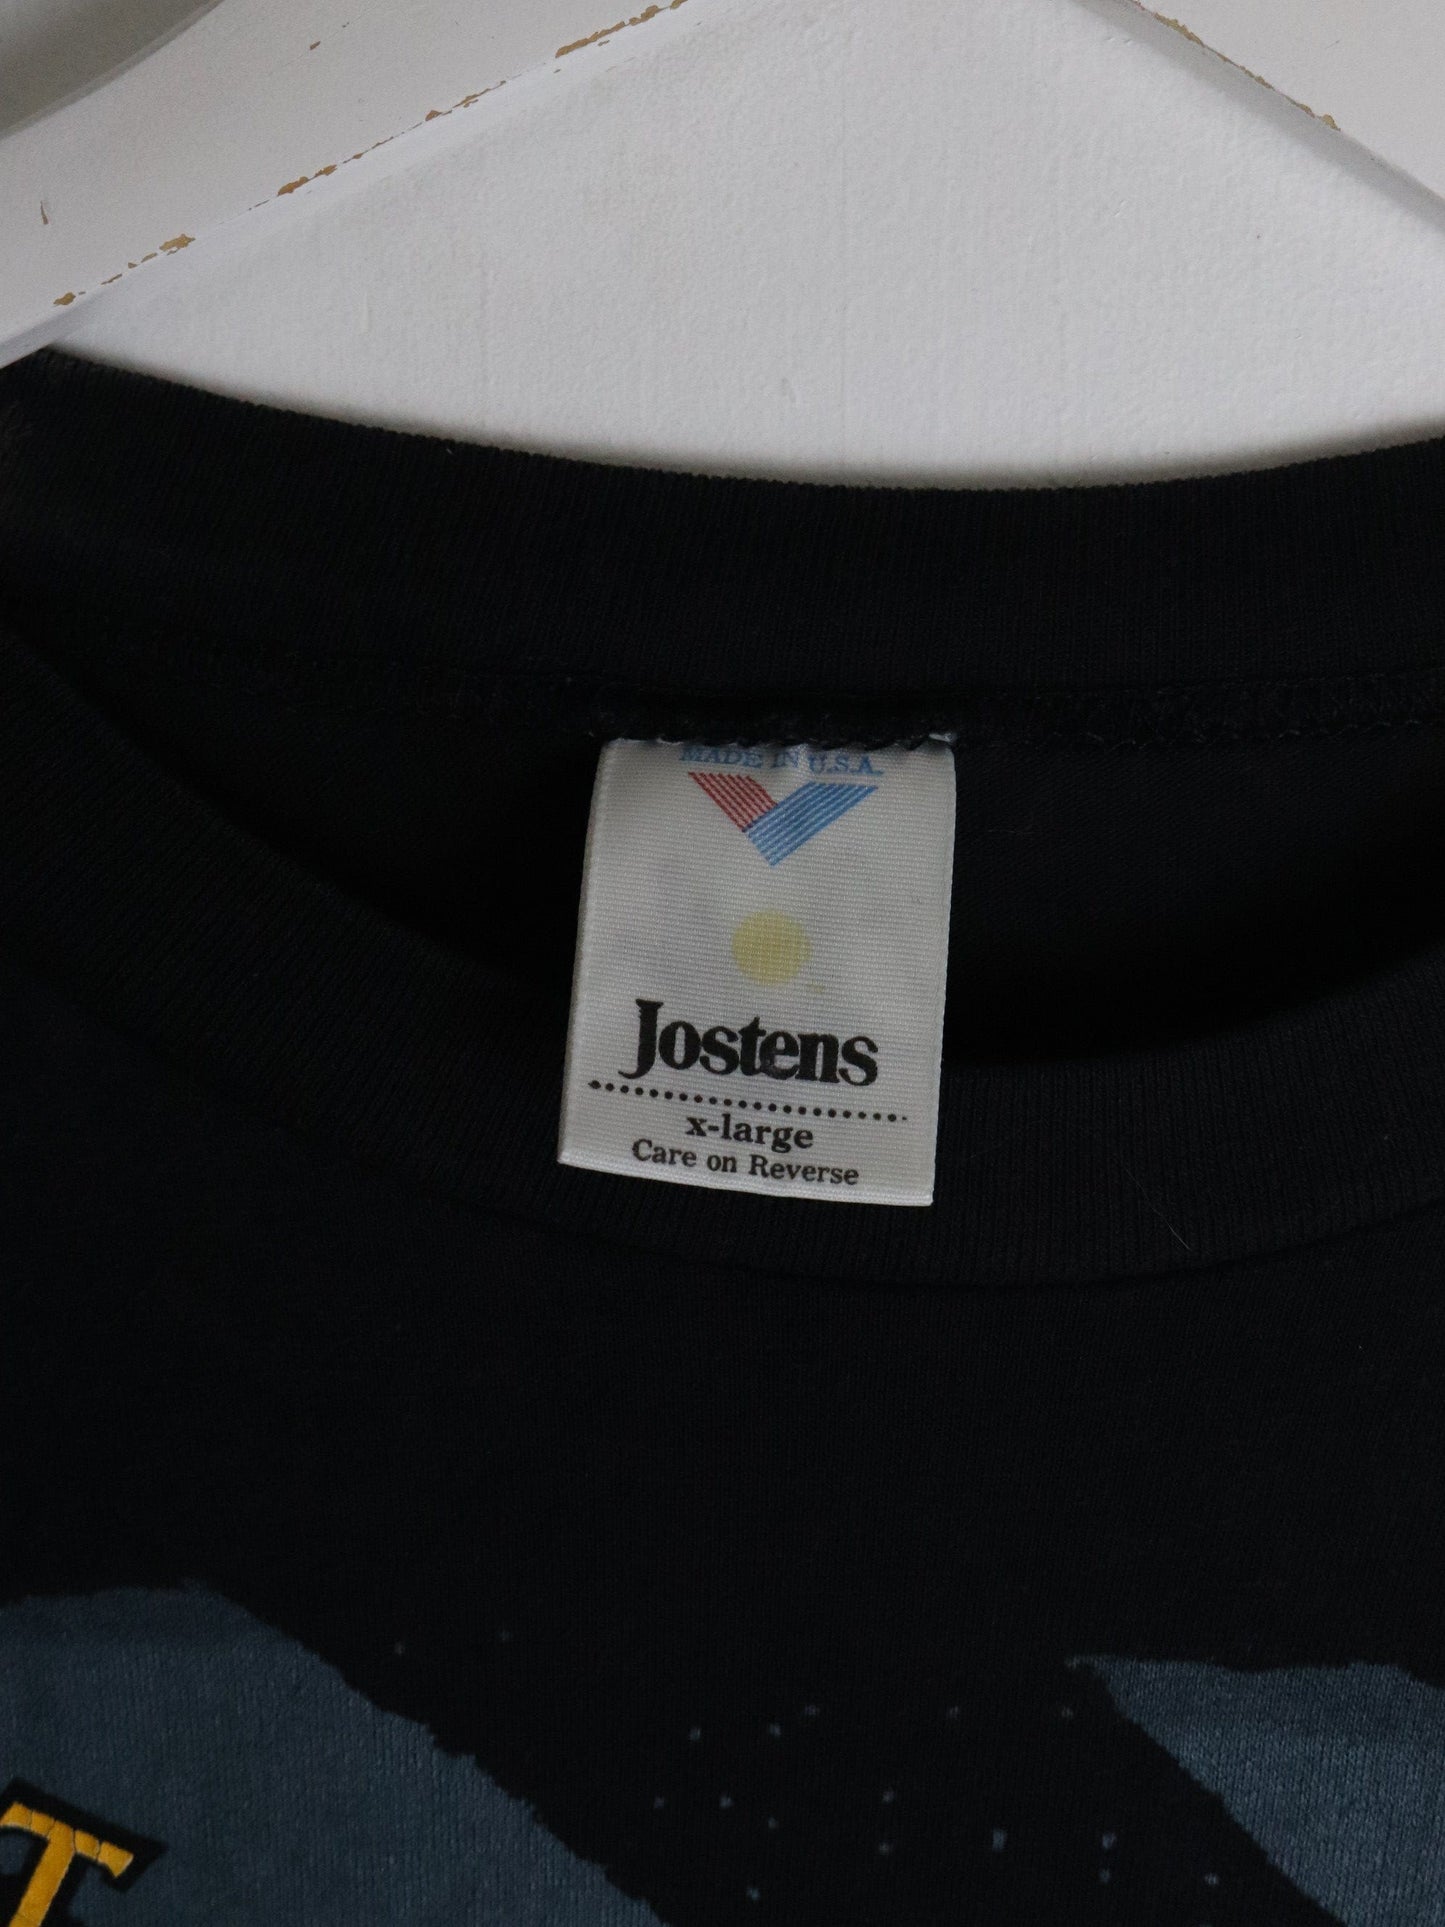 MADE IN U.S.A.
Jostens
x-large
Care on Reverse
T